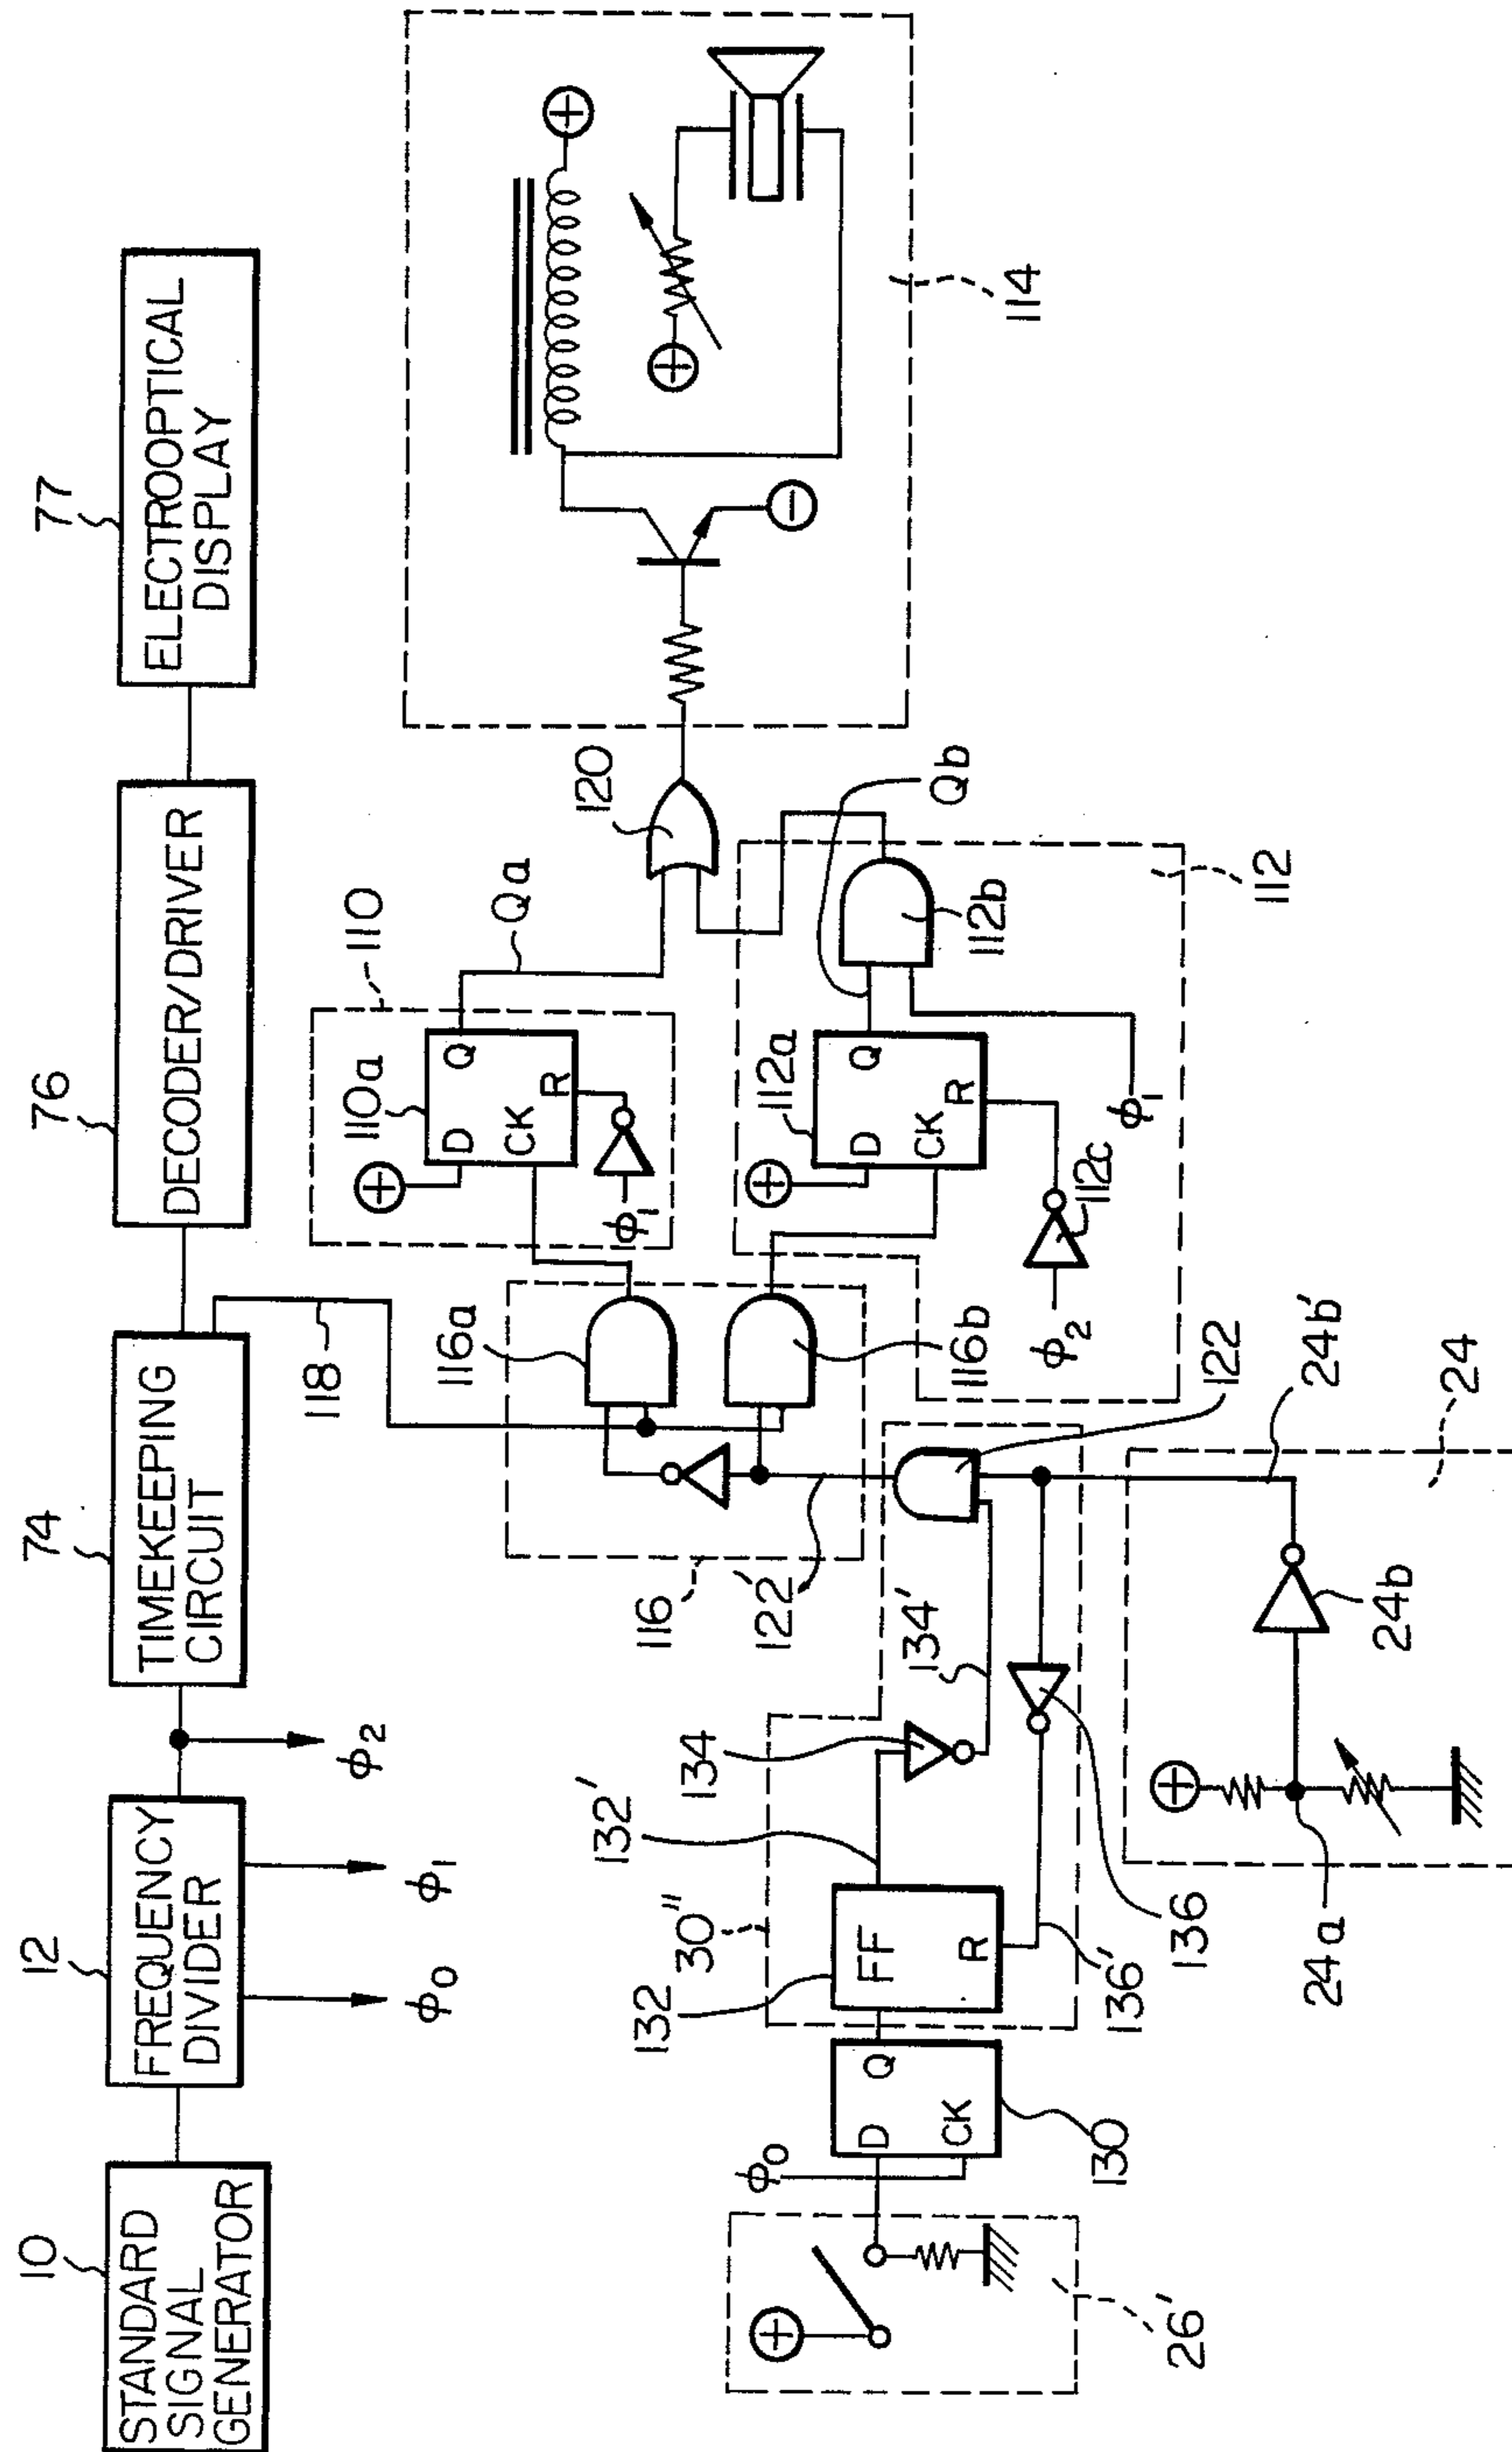 10
STANDARD
SIGNAL
GENERATOR
12
FREQUENCY
DIVIDER
ϕ0
ϕ1
ϕ2
74
TIMEKEEPING
CIRCUIT
118
76
DECODER/DRIVER
77
ELECTROOPTICAL
DISPLAY
110
110a
D
Q
CK
R
ϕ1
Qa
120
114
116a
116b
116
122'
112a
D
Q
CK
R
Qb
112b
112
ϕ1
112c
ϕ2
122
24b'
24
24b
24a
134'
134
132'
30"
132
FF
R
136
136'
ϕ0
D
Q
CK
130
26'